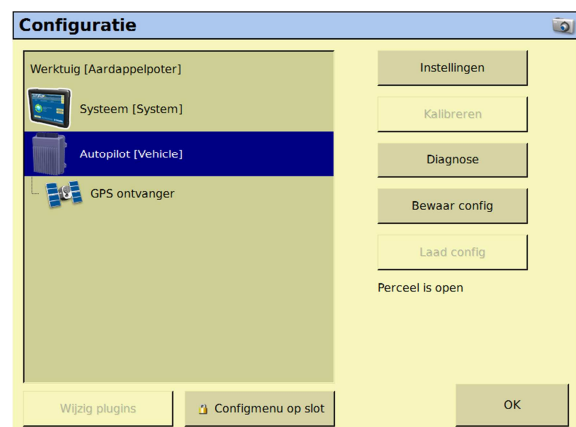 Configuratie
Werktuig [Aardappelpoter]
Systeem [System]
Autopilot [Vehicle]
GPS ontvanger
Instellingen
Kalibreren
Diagnose
Bewaar config
Laad config
Perceel is open
Wijzig plugins
Configmenu op slot
OK